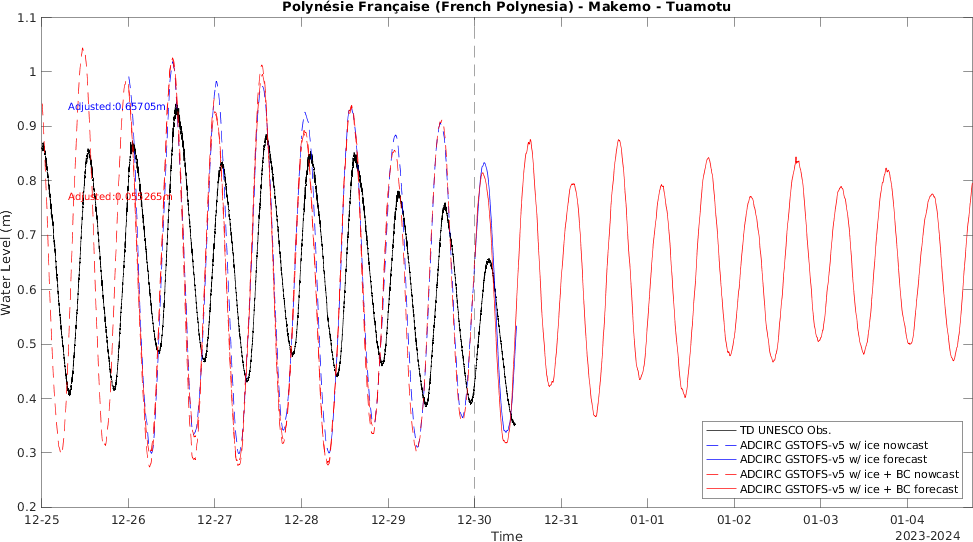 Polynésie Française (French Polynesia) - Makemo - Tuamotu
1.1
1
0.9
0.8
0.7
0.6
0.5
0.4
0.3
0.2
Water Level (m)
Adjusted:0.65705m
Adjusted:0.055265m
TD UNESCO Obs.
ADCIRC GSTOFS-v5 w/ ice nowcast
ADCIRC GSTOFS-v5 w/ ice forecast
ADCIRC GSTOFS-v5 w/ ice + BC nowcast
ADCIRC GSTOFS-v5 w/ ice + BC forecast
12-25 12-26 12-27 12-28 12-29 12-30 12-31 01-01 01-02 01-03 01-04
Time
2023-2024